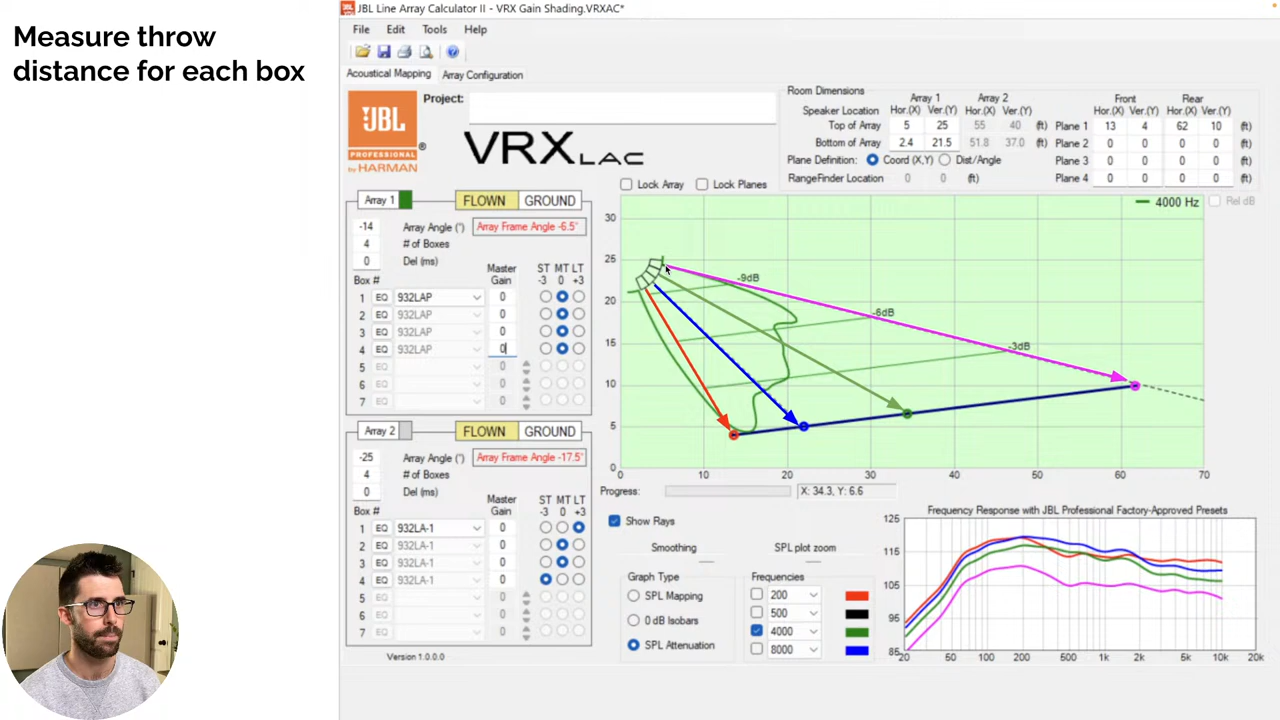 Measure throw
distance for each box
JBL Line Array Calculator II - VRX Gain Shading.VRXAC*
File Edit Tools Help
Acoustical Mapping Array Configuration
JBL
PROFESSIONAL
by HARMAN
®
Project:
VRXLAC
Room Dimensions
Array 1 Array 2 Front Rear
Speaker Location Hor.(X) Ver.(Y) Hor.(X) Ver.(Y) Hor.(X) Ver.(Y) Hor.(X) Ver.(Y)
Top of Array 5 25 55 40 (ft) Plane 1 13 4 62 10 (ft)
Bottom of Array 2.4 21.5 51.8 37.0 (ft) Plane 2 0 0 0 0 (ft)
Plane Definition: Coord (X,Y) Dist/Angle Plane 3 0 0 0 0 (ft)
RangeFinder Location 0 0 (ft) Plane 4 0 0 0 0 (ft)
Lock Array Lock Planes
Array 1 FLOWN GROUND
-14 Array Angle (°) Array Frame Angle -6.5°
4 # of Boxes
0 Del (ms)
Master Gain ST MT LT
Box # -3 0 +3
1 EQ 932LAP 0
2 EQ 932LAP 0
3 EQ 932LAP 0
4 EQ 932LAP 0
5 EQ 0
6 EQ 0
7 EQ 0
Array 2 FLOWN GROUND
-25 Array Angle (°) Array Frame Angle -17.5°
4 # of Boxes
0 Del (ms)
Master Gain ST MT LT
Box # -3 0 +3
1 EQ 932LA-1 0
2 EQ 932LA-1 0
3 EQ 932LA-1 0
4 EQ 932LA-1 0
5 EQ 0
6 EQ 0
7 EQ 0
Version 1.0.0.0
4000 Hz Rel dB
30
25
20
15
10
5
0
-9dB
-6dB
-3dB
0 10 20 30 40 50 60 70
Progress: X: 34.3, Y: 6.6
Show Rays
Smoothing SPL plot zoom
Graph Type
SPL Mapping
0 dB Isobars
SPL Attenuation
Frequencies
200
500
4000
8000
Frequency Response with JBL Professional Factory-Approved Presets
125
115
105
95
85
20 50 100 200 500 1k 2k 5k 10k 20k